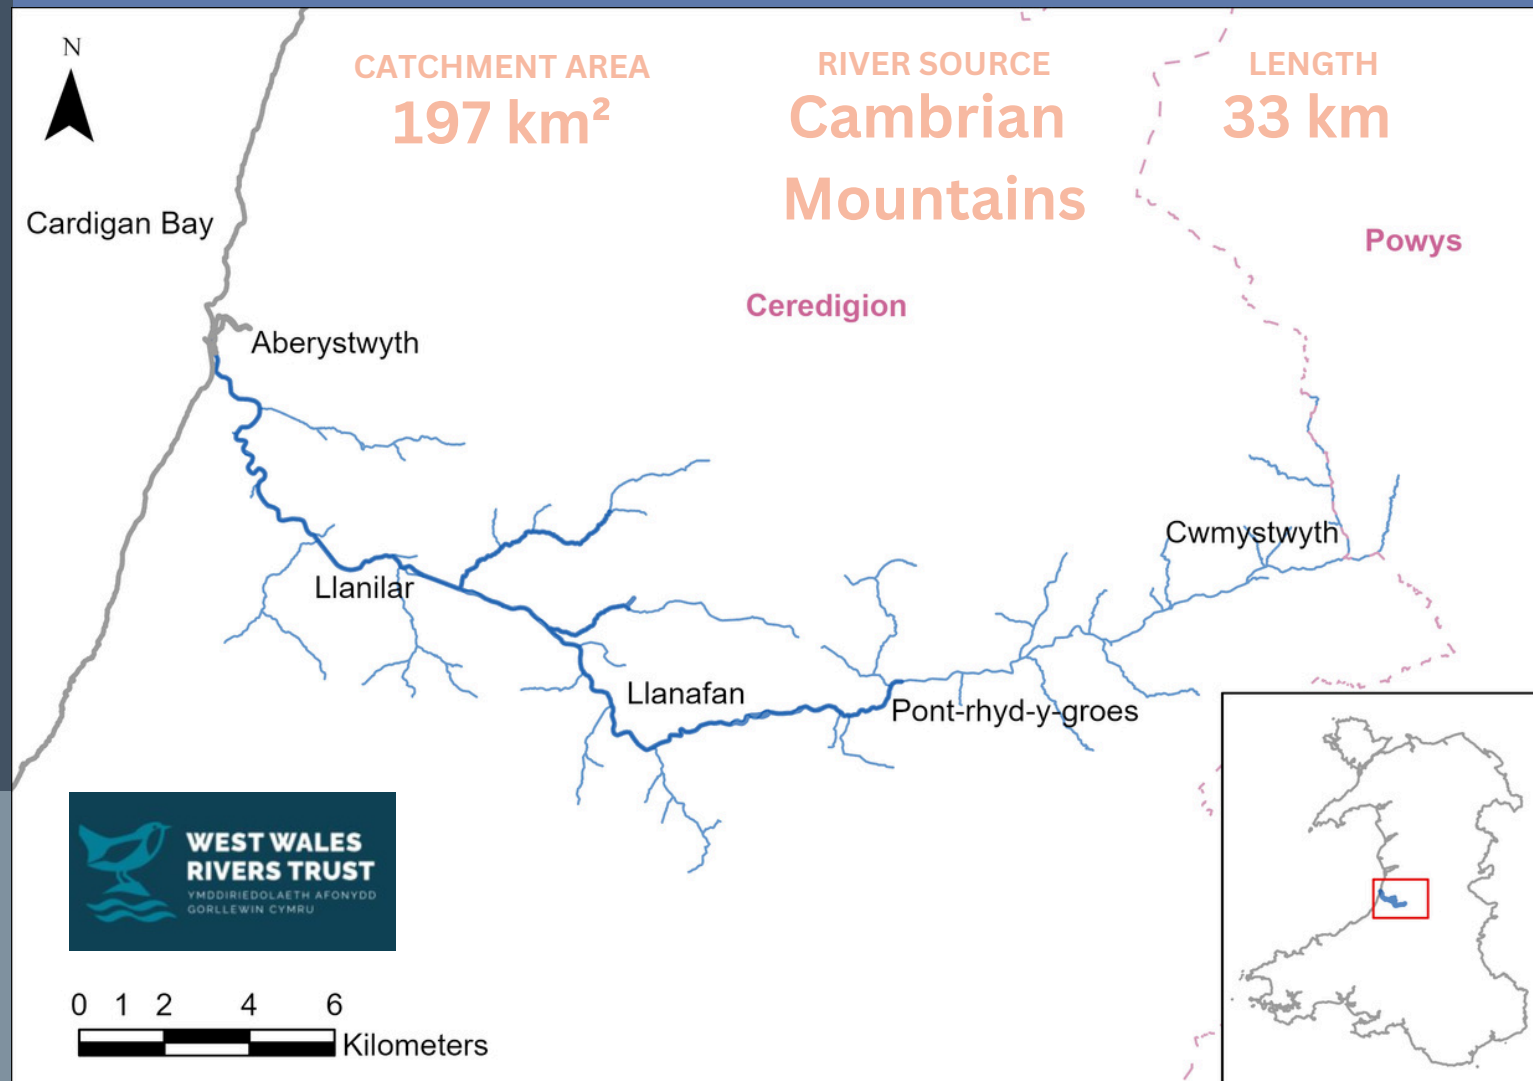 N
CATCHMENT AREA
197 km²
RIVER SOURCE
Cambrian
Mountains
LENGTH
33 km
Cardigan Bay
Powys
Ceredigion
Aberystwyth
Cwmystwyth
Llanilar
Llanafan
Pont-rhyd-y-groes
WEST WALES
RIVERS TRUST
YMDDIRIEDOLAETH AFONYDD
GORLLEWIN CYMRU
0 1 2 4 6
Kilometers